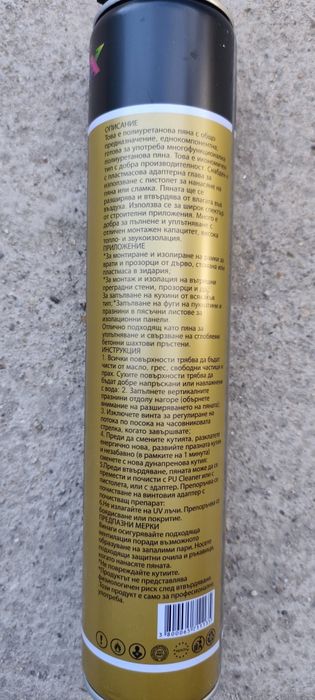 ОПИСАНИЕ
Това е полиуретанова пяна с общо
предназначение, еднокомпонентна,
готова за употреба многофункционална
полиуретанова пяна. Това е икономичен
тип с добра производителност. Снабден е
с пластмасова адаптерна глава за
използване с пистолет за нанасяне на
пяна или сламка. Пяната ще се
разширява и втвърдява от влагата във
въздуха. Използва се за широк спектър
от строителни приложения. Много е
добра за пълнене и уплътняване с
отличен монтажен капацитет, висока
топло- и звукоизолация.
ПРИЛОЖЕНИЕ
*За монтиране и изолиране на рамки за
врати и прозорци от дърво, стомана или
пластмаса в зидария;
*За монтаж и изолация на вътрешни
преградни стени, прозорци и др.
За запълване на кухини от всякакъв
тип;*Запълване на фуги на пукнатини и
празнини в пясъчни листове за
изолационни панели.
Отлично подходящ като пяна за
уплътняване и свързване на сглобяеми
бетонни шахтови пръстени.
ИНСТРУКЦИЯ
1. Всички повърхности трябва да бъдат
чисти от масло, грес, свободни частици и
прах. Сухите повърхности трябва да
бъдат добре напръскани или навлажнени
с вода: 2. Запълнете вертикалните
празнини отдолу нагоре (обърнете
внимание на разширяването на пяната);
3. Изключете винта за регулиране на
потока по посока на часовниковата
стрелка, когато завършвате;
4. Преди да смените кутията, разклатете
енергично нова, развийте празната кутия
и незабавно (в рамките на 1 минута)
сменете с нова дунапренова кутия;
5.Преди втвърдяване, пяната може да се
премести и почисти с PU Cleaner или с
пистолета, или с адаптер. Препоръчва се
почистване на винтовия адаптер с
почистващ препарат:
6.Не излагайте на UV лъчи. Препоръчва се
боядисване или покритие.
ПРЕДПАЗНИ МЕРКИ
Винаги осигурявайте подходяща
вентилация поради възможното
образуване на запалими пари. Носете
подходящи защитни очила и ръкавици,
когато нанасяте пяната.
*Не повреждайте кутиите.
*Продуктът не представлява
физиологичен риск след втвърдяване
Този продукт е само за професионална
употреба.